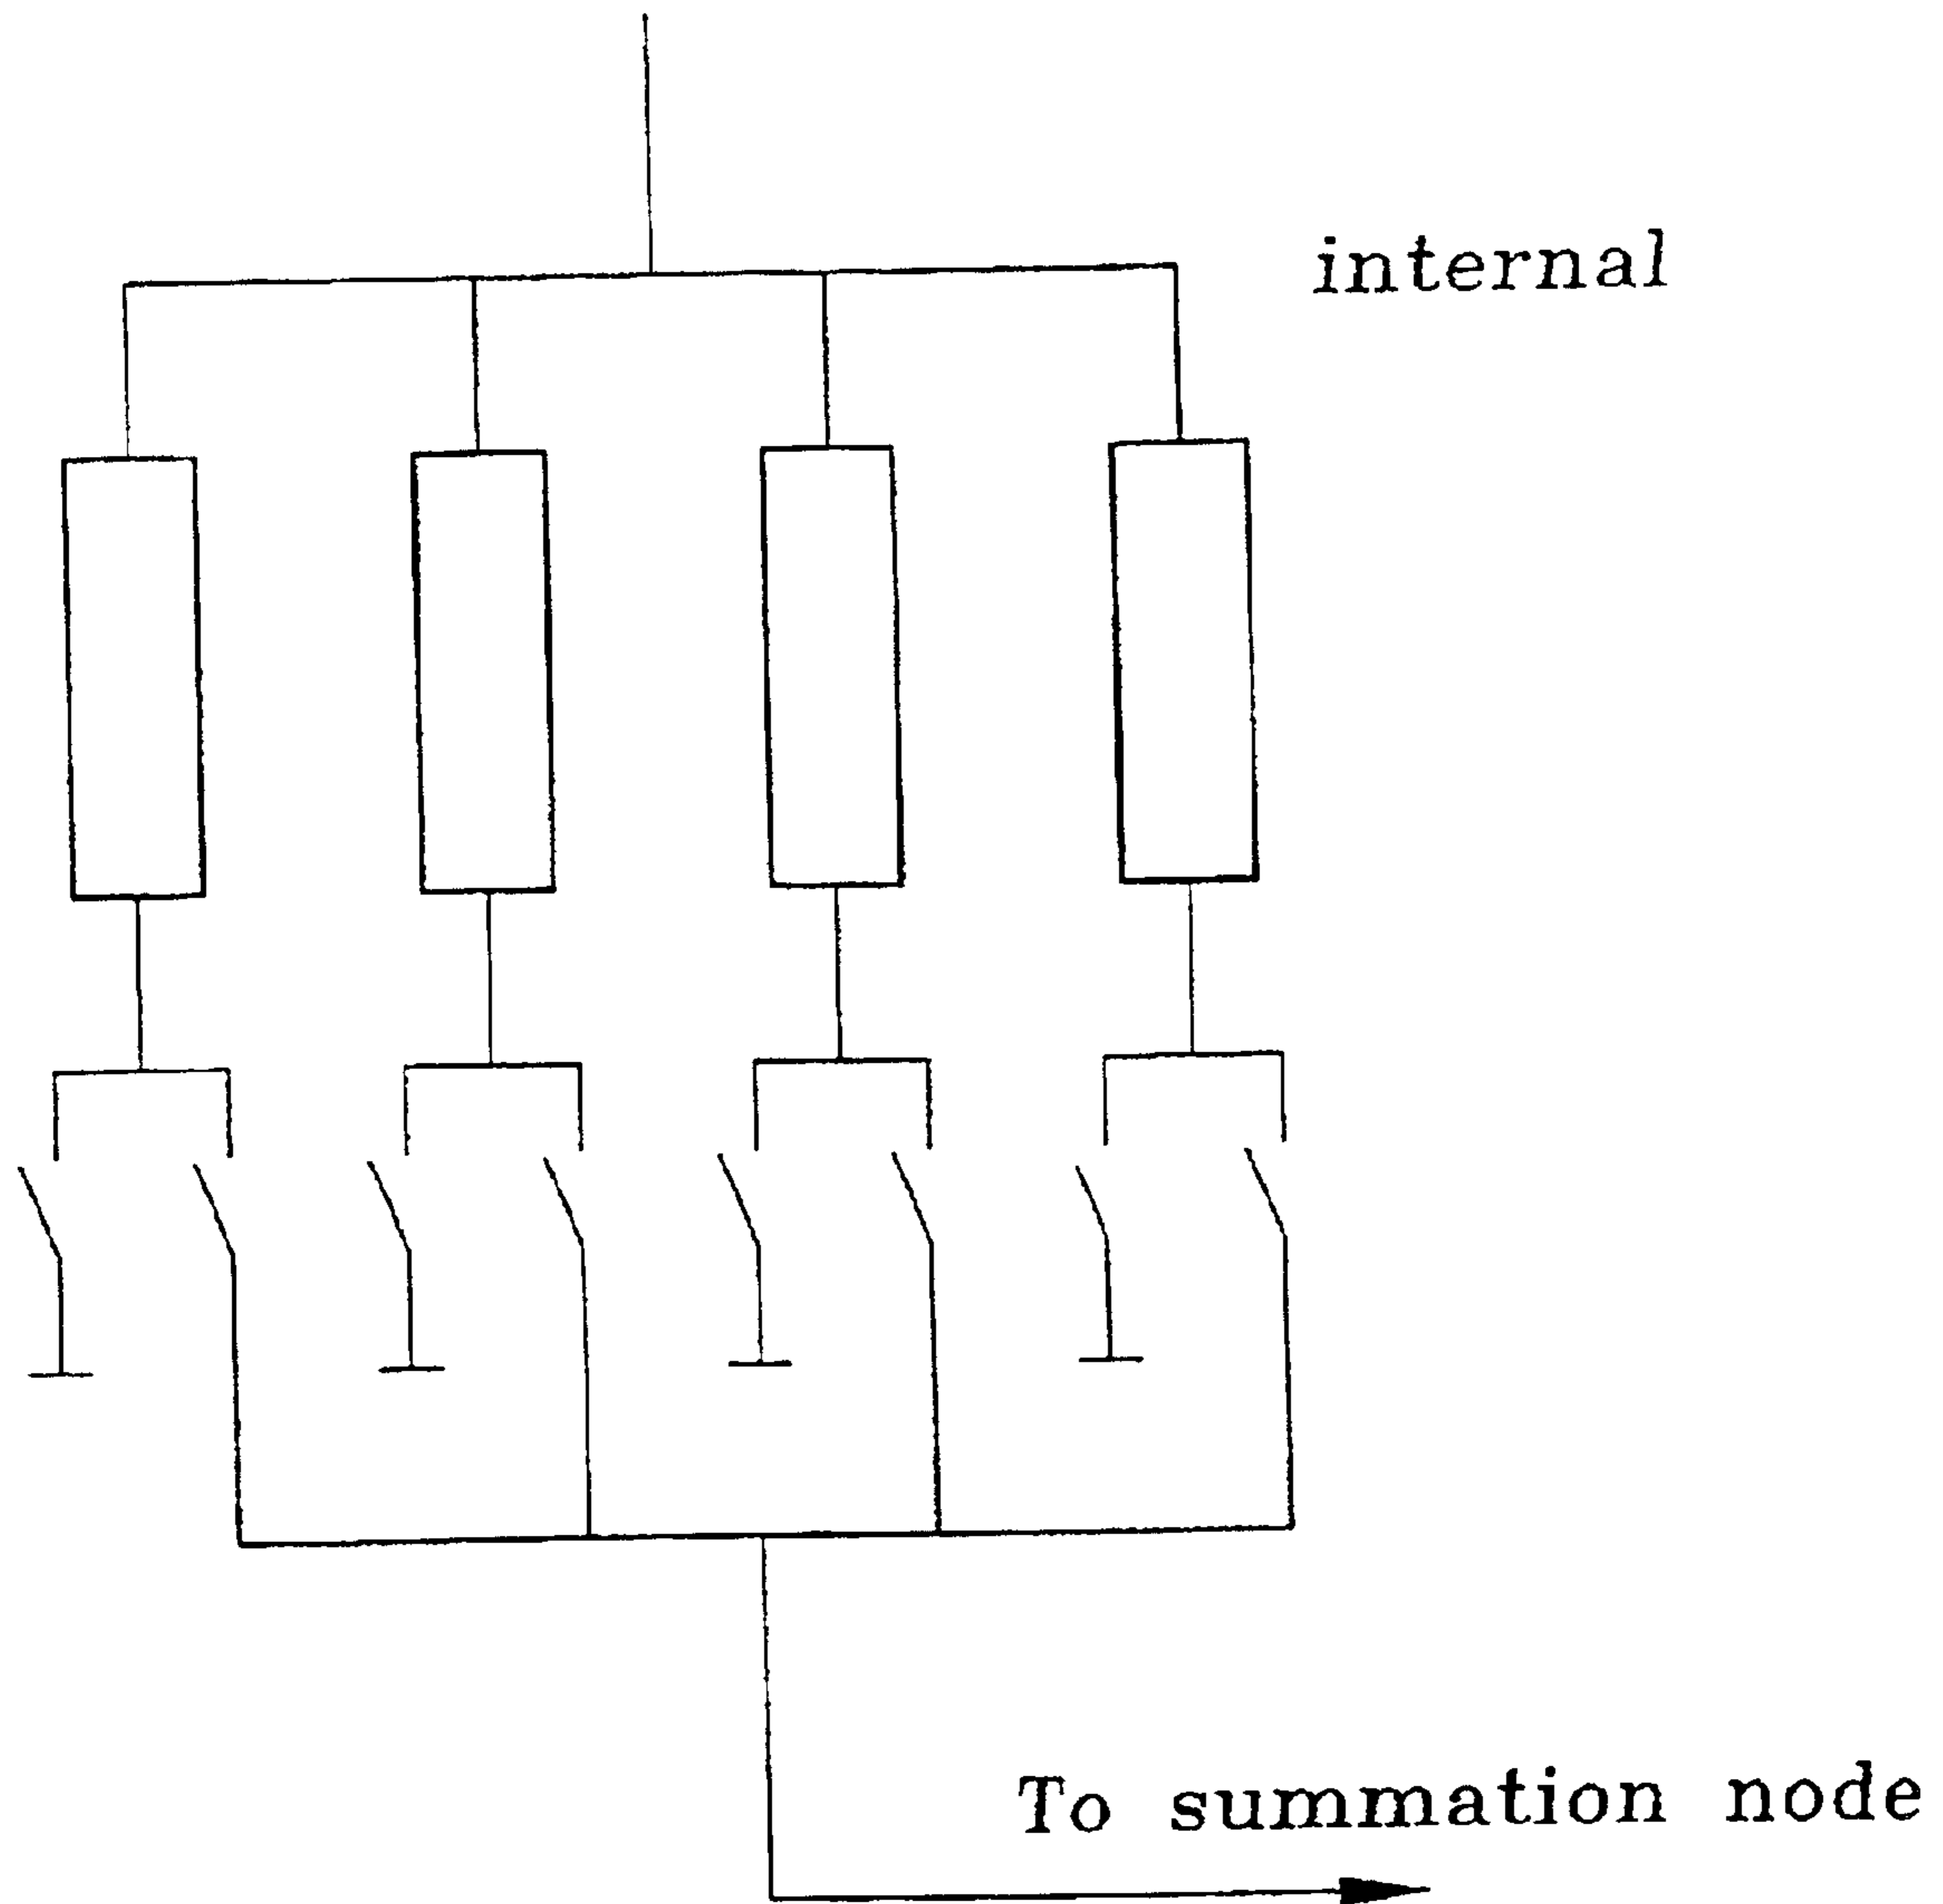 internal
To summation node